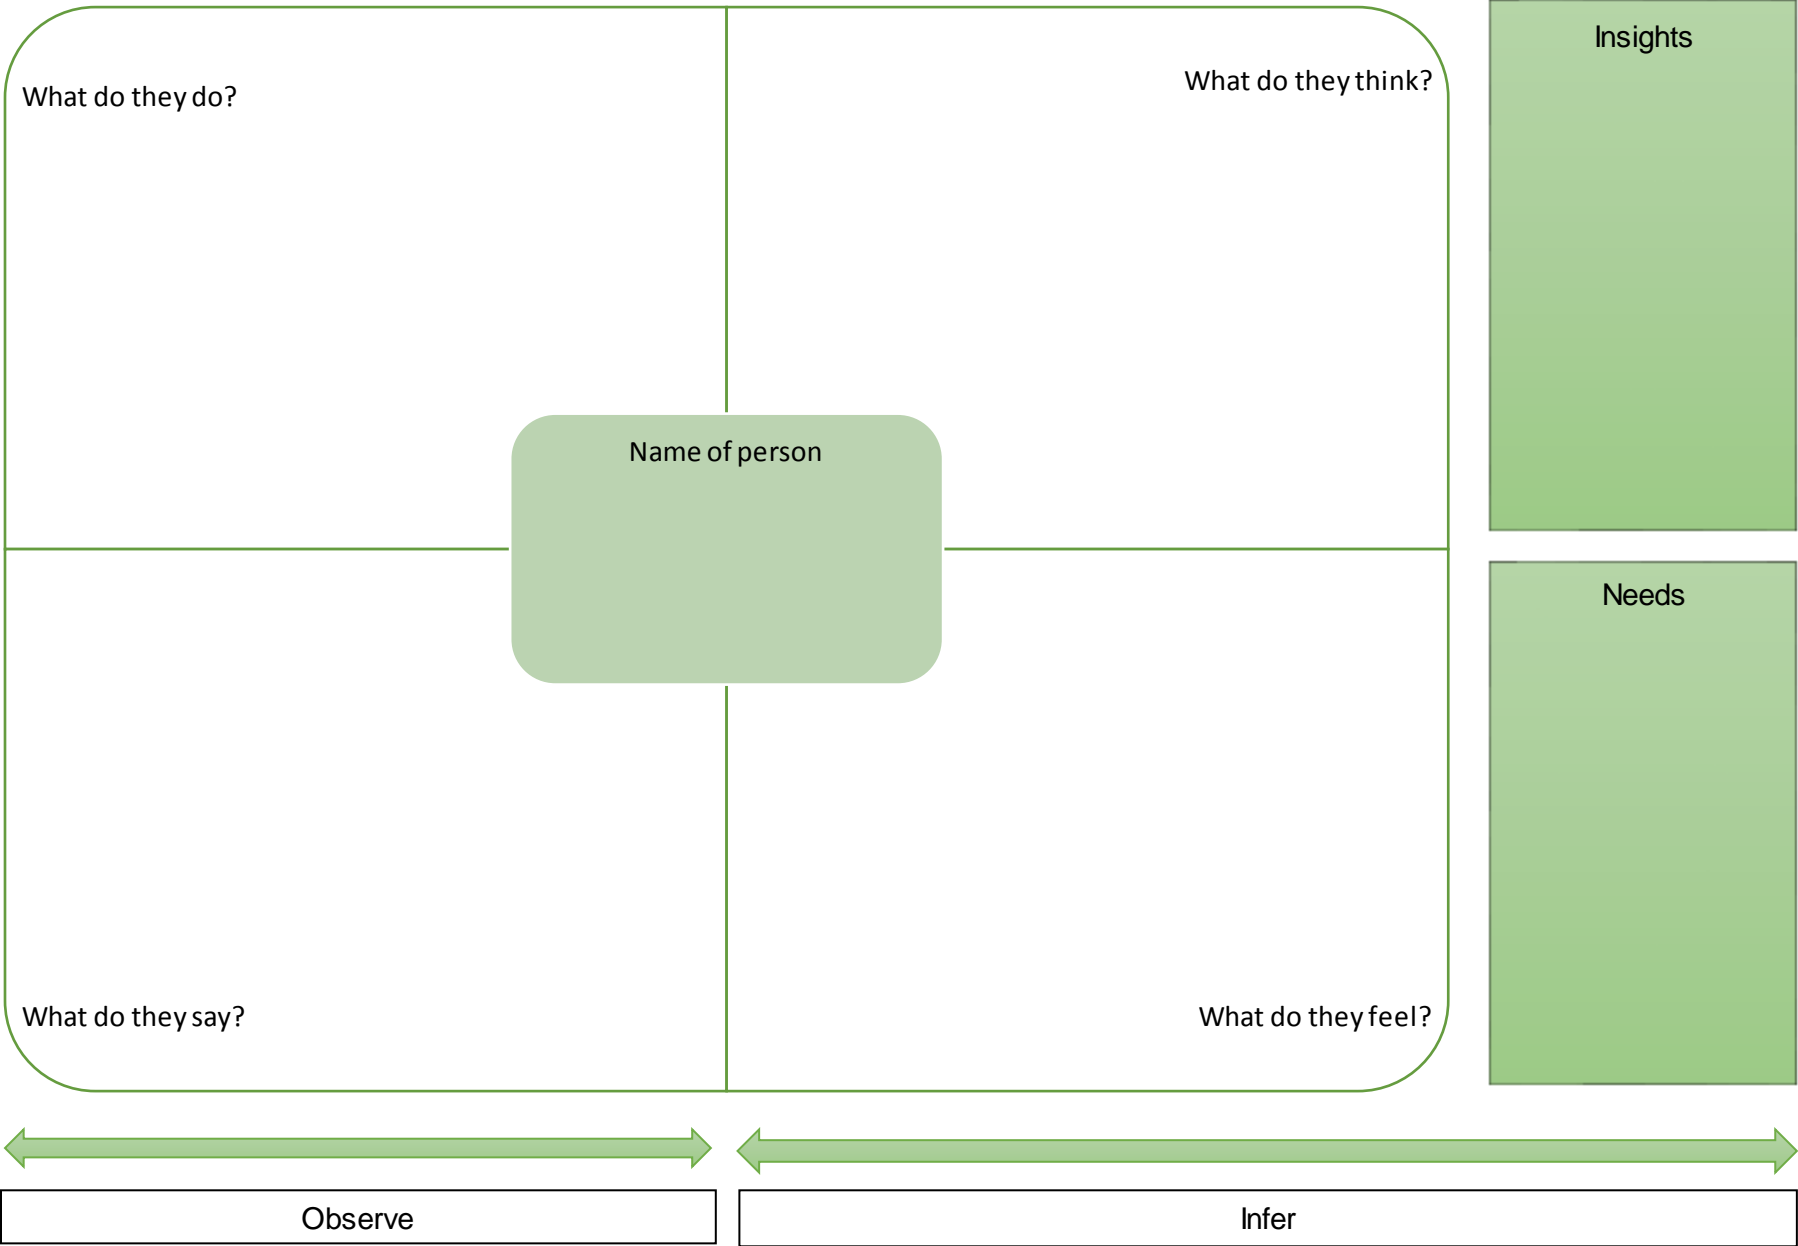 What do they do?
What do they think?
Insights
Name of person
Needs
What do they say?
What do they feel?
Observe
Infer